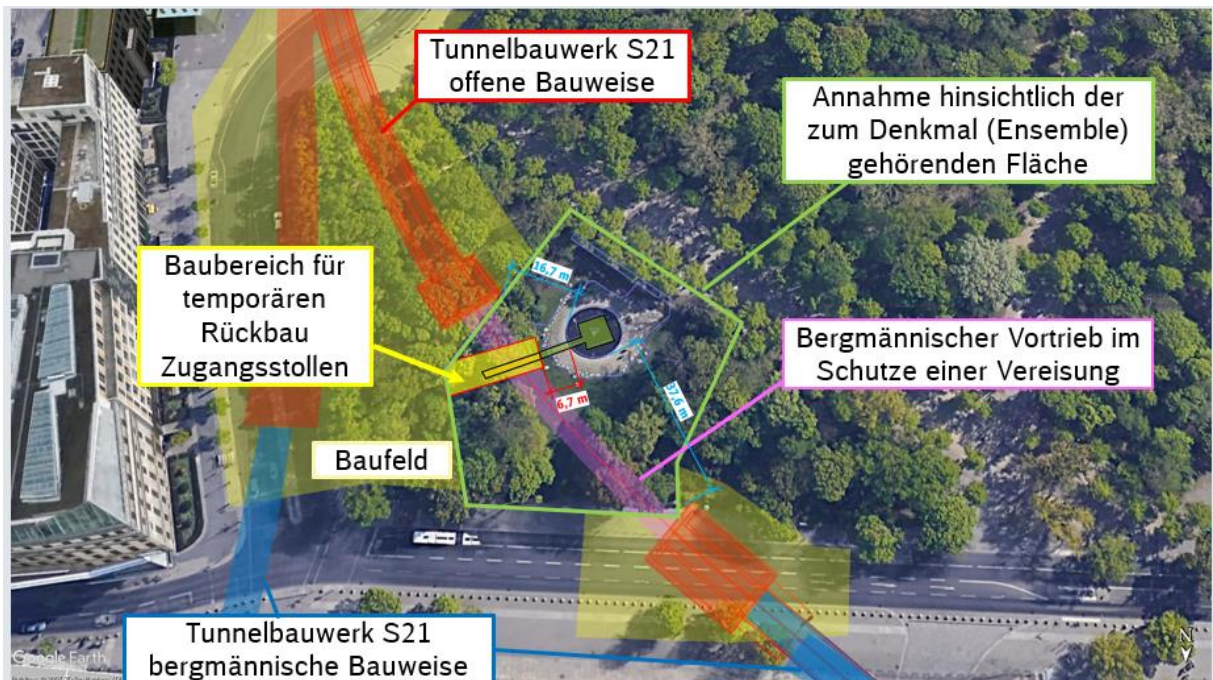 Tunnelbauwerk S21
offene Bauweise
Annahme hinsichtlich der
zum Denkmal (Ensemble)
gehörenden Fläche
Baubereich für
temporären
Rückbau
Zugangsstollen
16,7 m
Bergmännischer Vortrieb im
Schutze einer Vereisung
6,7 m
37,6 m
Baufeld
Tunnelbauwerk S21
bergmännische Bauweise
Google Earth
N